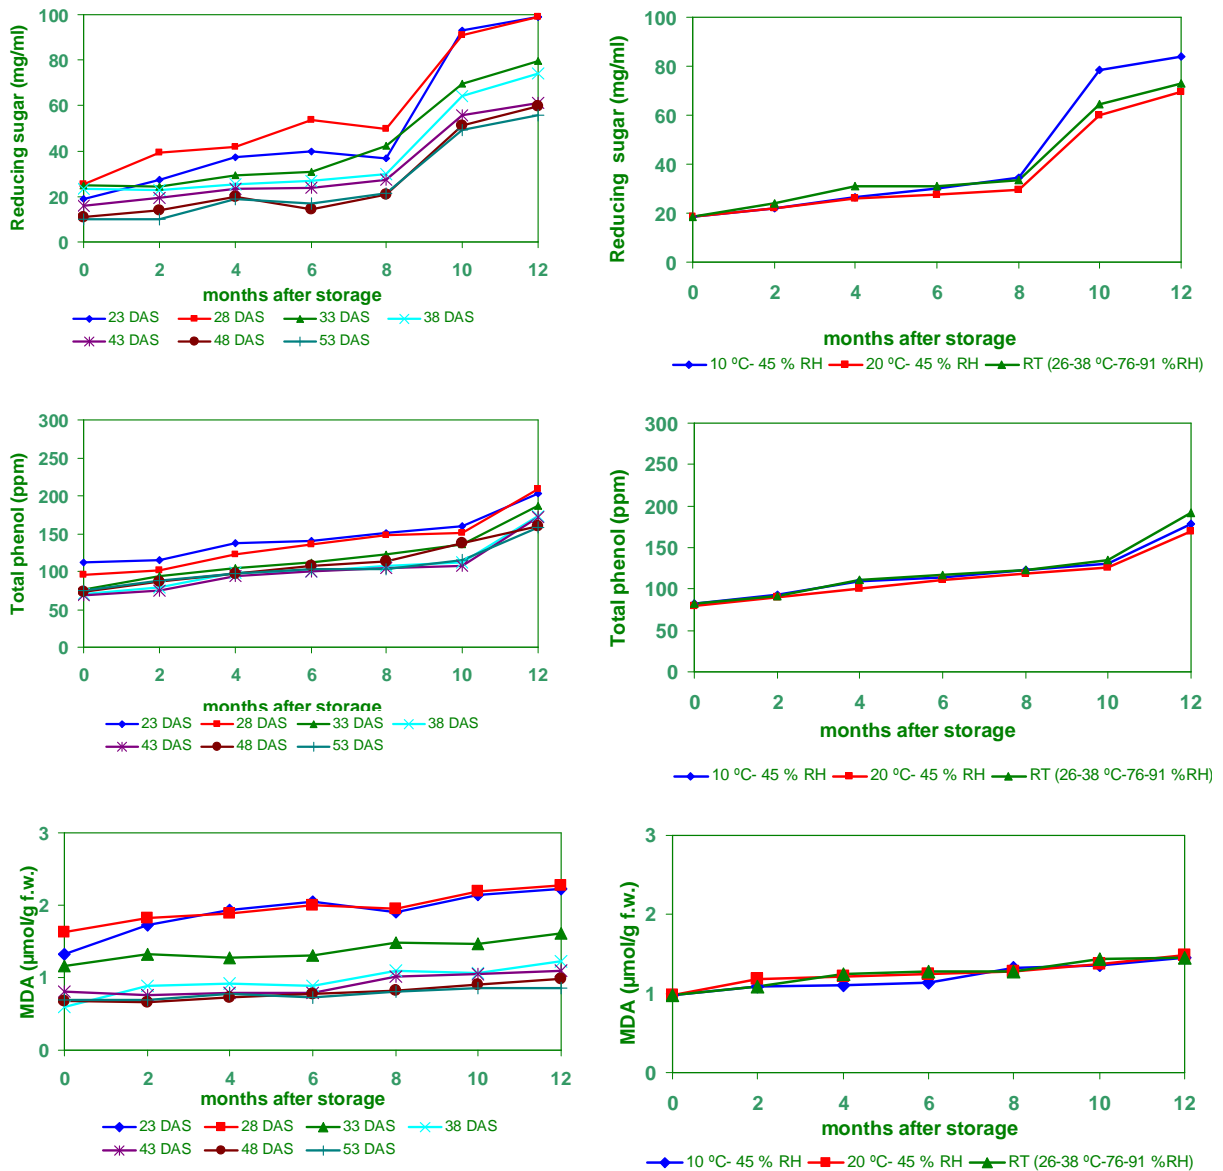 100
80
60
40
20
0
Reducing sugar (mg/ml)
0 2 4 6 8 10 12
months after storage
23 DAS 28 DAS 33 DAS 38 DAS
43 DAS 48 DAS 53 DAS
100
80
60
40
20
0
Reducing sugar (mg/ml)
0 2 4 6 8 10 12
months after storage
10 ºC- 45 % RH 20 ºC- 45 % RH RT (26-38 ºC-76-91 %RH)
300
250
200
150
100
50
0
Total phenol (ppm)
0 2 4 6 8 10 12
months after storage
23 DAS 28 DAS 33 DAS 38 DAS
43 DAS 48 DAS 53 DAS
300
250
200
150
100
50
0
Total phenol (ppm)
0 2 4 6 8 10 12
months after storage
10 ºC- 45 % RH 20 ºC- 45 % RH RT (26-38 ºC-76-91 %RH)
3
2
1
0
MDA (µmol/g f.w.)
0 2 4 6 8 10 12
months after storage
23 DAS 28 DAS 33 DAS 38 DAS
43 DAS 48 DAS 53 DAS
3
2
1
0
MDA (µmol/g f.w.)
0 2 4 6 8 10 12
months after storage
10 ºC- 45 % RH 20 ºC- 45 % RH RT (26-38 ºC-76-91 %RH)